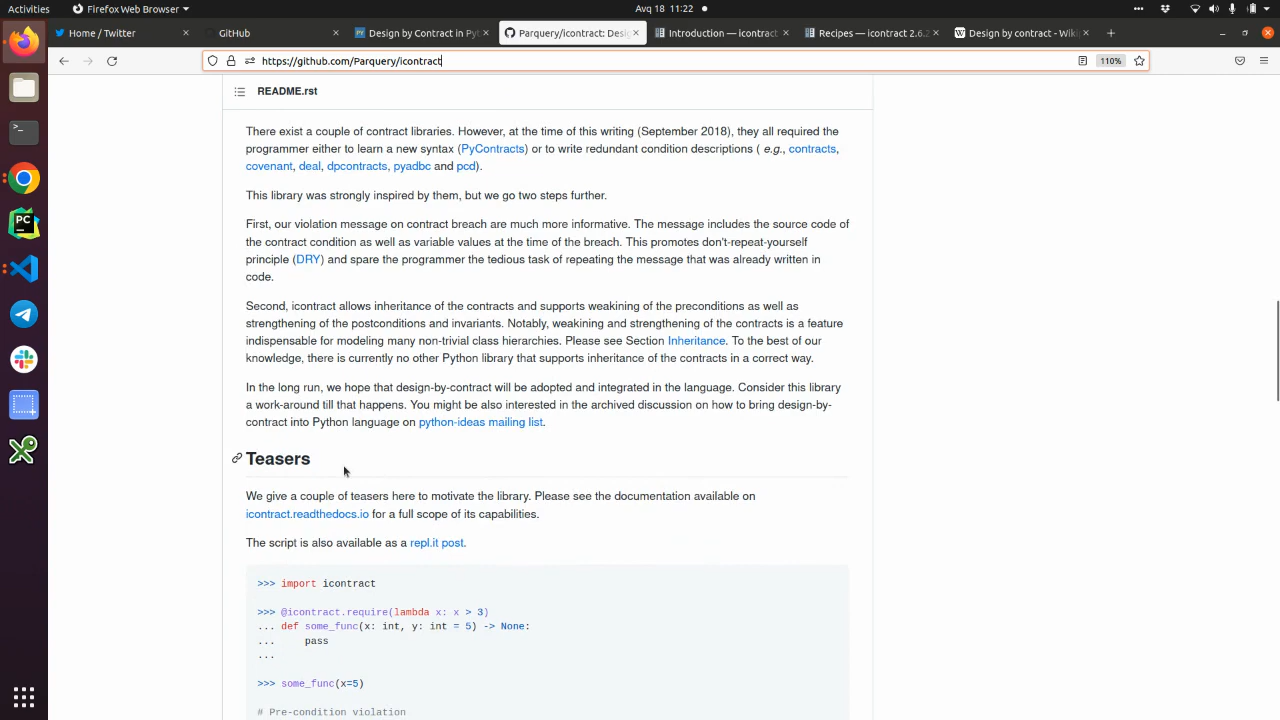 Activities
Firefox Web Browser
Αυγ 18 11:22
Home / Twitter
GitHub
Design by Contract in Pyt
Parquery/icontract: Desig
Introduction — icontract
Recipes — icontract 2.6.2
Design by contract - Wiki
https://github.com/Parquery/icontract
110%
README.rst
There exist a couple of contract libraries. However, at the time of this writing (September 2018), they all required the
programmer either to learn a new syntax (PyContracts) or to write redundant condition descriptions ( e.g., contracts,
covenant, deal, dpcontracts, pyadbc and pcd).
This library was strongly inspired by them, but we go two steps further.
First, our violation message on contract breach are much more informative. The message includes the source code of
the contract condition as well as variable values at the time of the breach. This promotes don't-repeat-yourself
principle (DRY) and spare the programmer the tedious task of repeating the message that was already written in
code.
Second, icontract allows inheritance of the contracts and supports weakining of the preconditions as well as
strengthening of the postconditions and invariants. Notably, weakining and strengthening of the contracts is a feature
indispensable for modeling many non-trivial class hierarchies. Please see Section Inheritance. To the best of our
knowledge, there is currently no other Python library that supports inheritance of the contracts in a correct way.
In the long run, we hope that design-by-contract will be adopted and integrated in the language. Consider this library
a work-around till that happens. You might be also interested in the archived discussion on how to bring design-by-
contract into Python language on python-ideas mailing list.
Teasers
We give a couple of teasers here to motivate the library. Please see the documentation available on
icontract.readthedocs.io for a full scope of its capabilities.
The script is also available as a repl.it post.
>>> import icontract
>>> @icontract.require(lambda x: x > 3)
... def some_func(x: int, y: int = 5) -> None:
...     pass
...
>>> some_func(x=5)
# Pre-condition violation